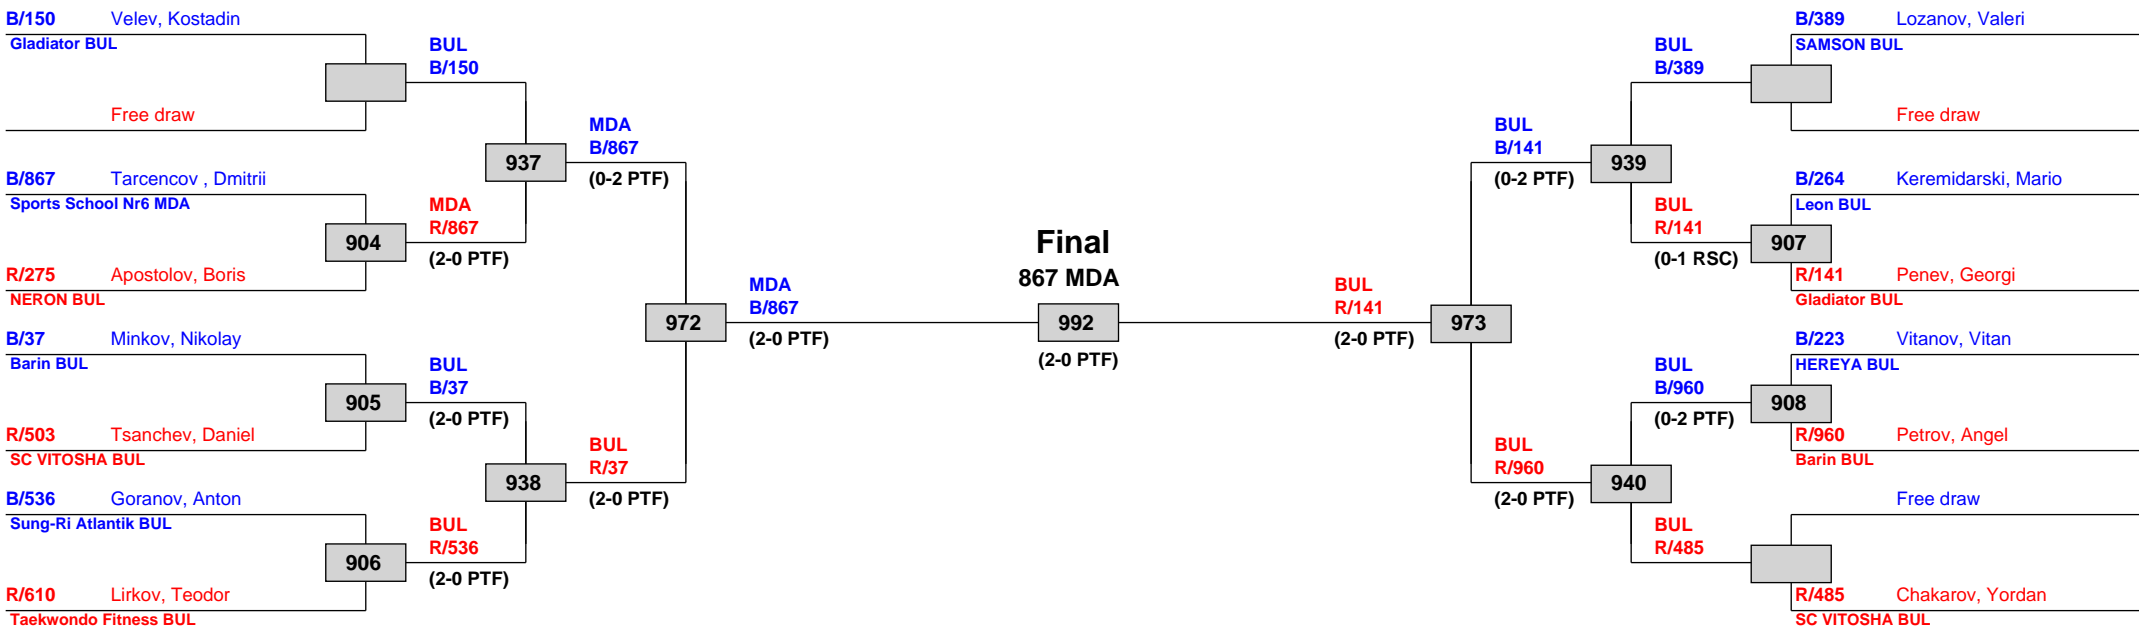 B/150 Velev, Kostadin
Gladiator BUL
Free draw
B/867 Tarcencov , Dmitrii
Sports School Nr6 MDA
R/275 Apostolov, Boris
NERON BUL
B/37 Minkov, Nikolay
Barin BUL
R/503 Tsanchev, Daniel
SC VITOSHA BUL
B/536 Goranov, Anton
Sung-Ri Atlantik BUL
R/610 Lirkov, Teodor
Taekwondo Fitness BUL
904
905
906
BUL
B/150
MDA
R/867
(2-0 PTF)
BUL
B/37
(2-0 PTF)
BUL
R/536
(2-0 PTF)
937
938
MDA
B/867
(0-2 PTF)
BUL
R/37
(2-0 PTF)
972
MDA
B/867
(2-0 PTF)
Final
867 MDA
992
(2-0 PTF)
BUL
R/141
(2-0 PTF)
973
BUL
B/141
(0-2 PTF)
BUL
R/960
(2-0 PTF)
939
940
BUL
B/389
BUL
R/141
(0-1 RSC)
BUL
B/960
(0-2 PTF)
BUL
R/485
907
908
B/389 Lozanov, Valeri
SAMSON BUL
Free draw
B/264 Keremidarski, Mario
Leon BUL
R/141 Penev, Georgi
Gladiator BUL
B/223 Vitanov, Vitan
HEREYA BUL
R/960 Petrov, Angel
Barin BUL
Free draw
R/485 Chakarov, Yordan
SC VITOSHA BUL